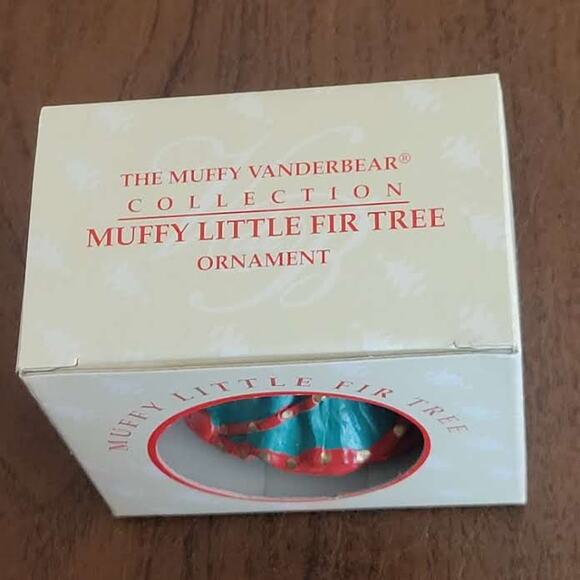 THE MUFFY VANDERBEAR®
COLLECTION
MUFFY LITTLE FIR TREE
ORNAMENT
MUFFY LITTLE FIR TREE